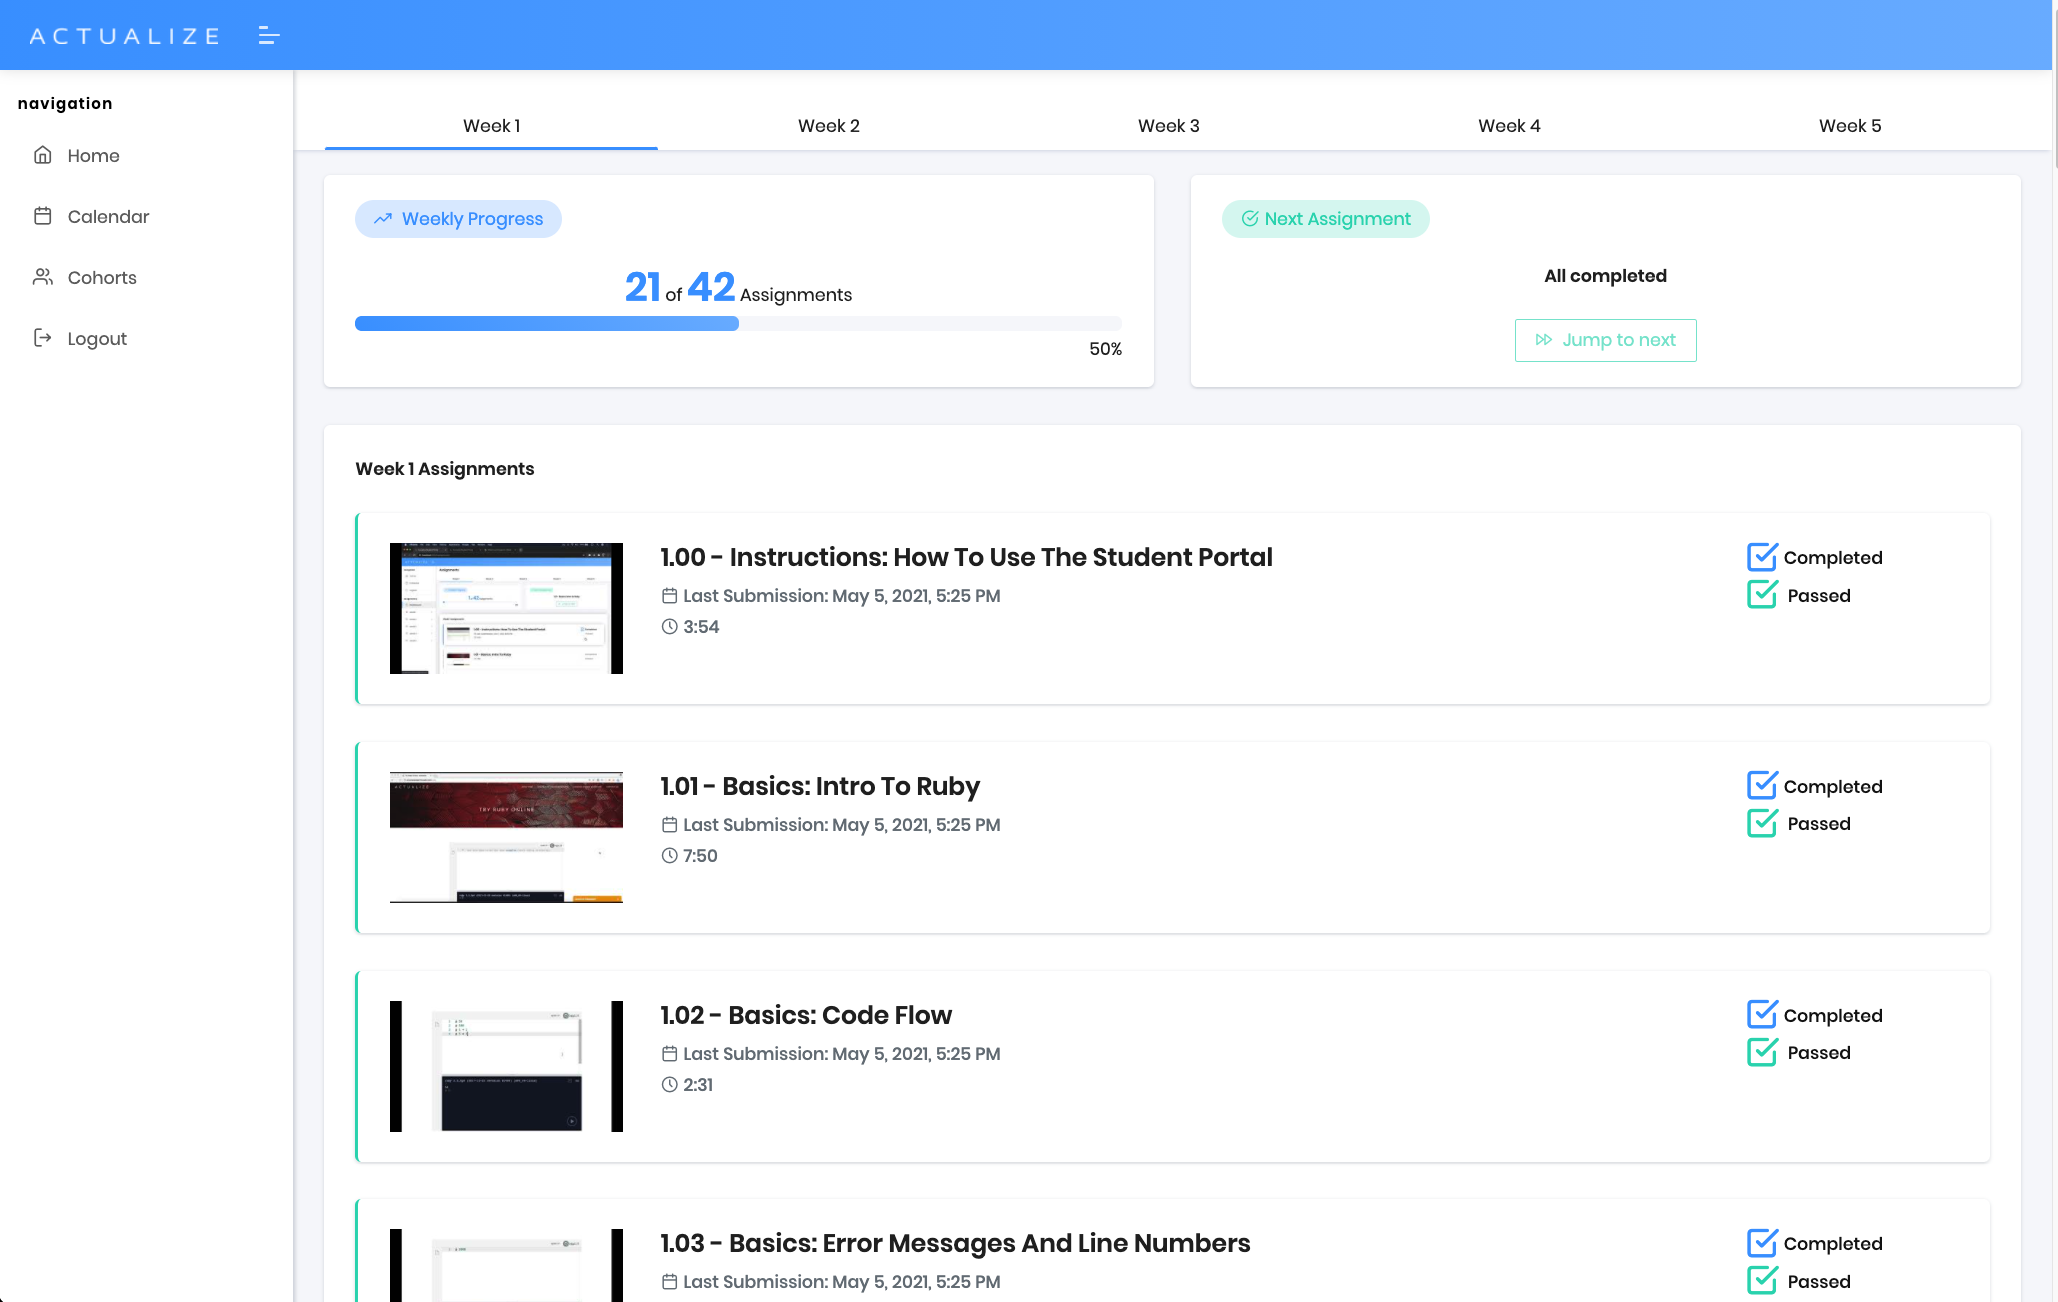 ACTUALIZE
navigation
Home
Calendar
Cohorts
Logout
Week 1
Week 2
Week 3
Week 4
Week 5
Weekly Progress
21 of 42 Assignments
50%
Next Assignment
All completed
Jump to next
Week 1 Assignments
1.00 - Instructions: How To Use The Student Portal
Last Submission: May 5, 2021, 5:25 PM
3:54
Completed
Passed
ACTUALIZE
TRY RUBY ONLINE
1.01 - Basics: Intro To Ruby
Last Submission: May 5, 2021, 5:25 PM
7:50
Completed
Passed
1.02 - Basics: Code Flow
Last Submission: May 5, 2021, 5:25 PM
2:31
Completed
Passed
1.03 - Basics: Error Messages And Line Numbers
Last Submission: May 5, 2021, 5:25 PM
Completed
Passed